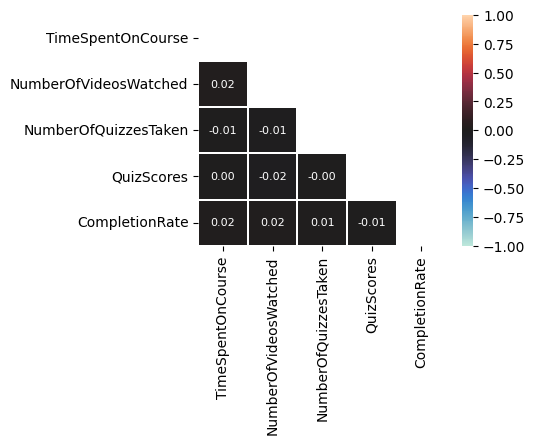 TimeSpentOnCourse
NumberOfVideosWatched 0.02
NumberOfQuizzesTaken -0.01 -0.01
QuizScores 0.00 -0.02 -0.00
CompletionRate 0.02 0.02 0.01 -0.01
TimeSpentOnCourse
NumberOfVideosWatched
NumberOfQuizzesTaken
QuizScores
CompletionRate
1.00
0.75
0.50
0.25
0.00
−0.25
−0.50
−0.75
−1.00